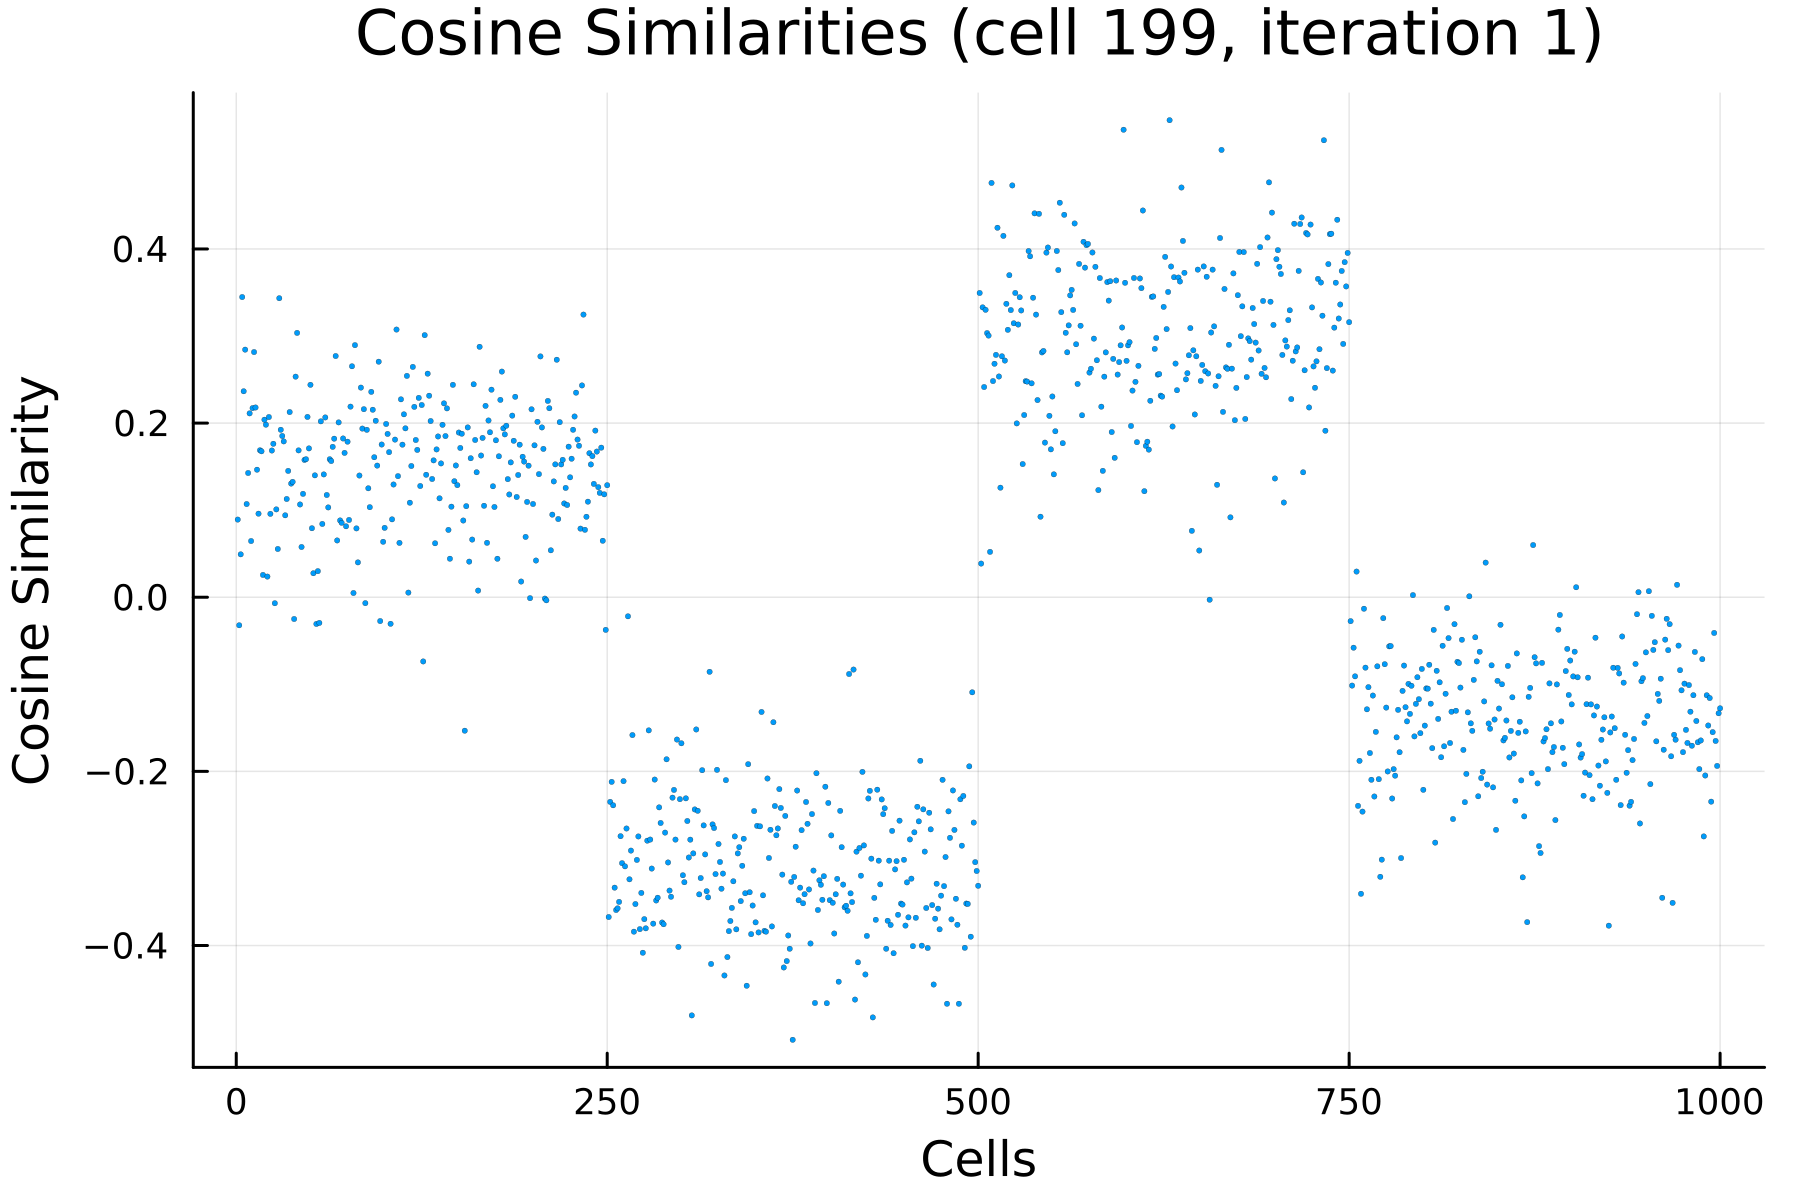 Cosine Similarities (cell 199, iteration 1)
Cosine Similarity
0.4
0.2
0.0
−0.2
−0.4
0 250 500 750 1000
Cells